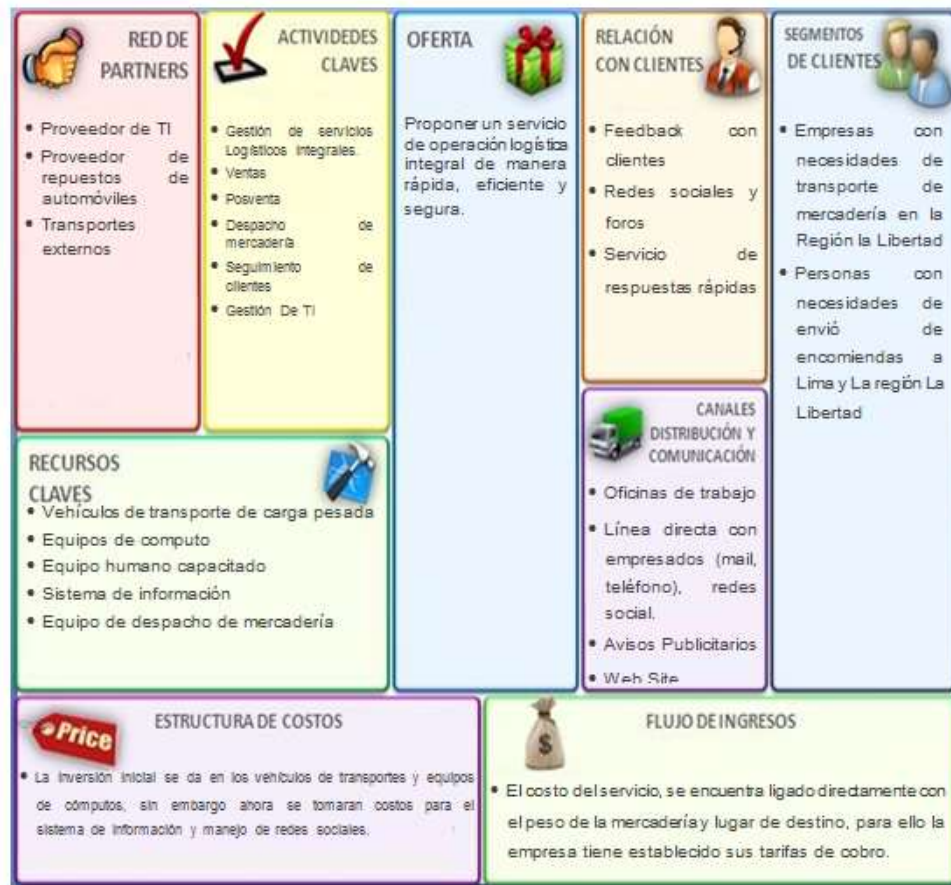 RED DE
PARTNERS
• Proveedor de TI
• Proveedor de
repuestos de
automóviles
• Transportes
externos
ACTIVIDEDES
CLAVES
• Gestión de servicios
Logísticos Integrales.
• Ventas
• Posventa
• Despacho de
mercadería
• Seguimiento de
clientes
• Gestión De TI
OFERTA
Proponer un servicio
de operación logística
integral de manera
rápida, eficiente y
segura.
RELACIÓN
CON CLIENTES
• Feedback con
clientes
• Redes sociales y
foros
• Servicio de
respuestas rápidas
SEGMENTOS
DE CLIENTES
• Empresas con
necesidades de
transporte de
mercadería en la
Región la Libertad
• Personas con
necesidades de
envió de
encomiendas a
Lima y La región La
Libertad
RECURSOS
CLAVES
• Vehículos de transporte de carga pesada
• Equipos de computo
• Equipo humano capacitado
• Sistema de información
• Equipo de despacho de mercadería
CANALES
DISTRIBUCIÓN Y
COMUNICACIÓN
• Oficinas de trabajo
• Línea directa con
empresados (mail,
teléfono), redes
social.
• Avisos Publicitarios
• Web Site
Price
ESTRUCTURA DE COSTOS
• La inversión inicial se da en los vehículos de transportes y equipos
de cómputos, sin embargo ahora se tomaran costos para el
sistema de información y manejo de redes sociales.
$
FLUJO DE INGRESOS
• El costo del servicio, se encuentra ligado directamente con
el peso de la mercadería y lugar de destino, para ello la
empresa tiene establecido sus tarifas de cobro.